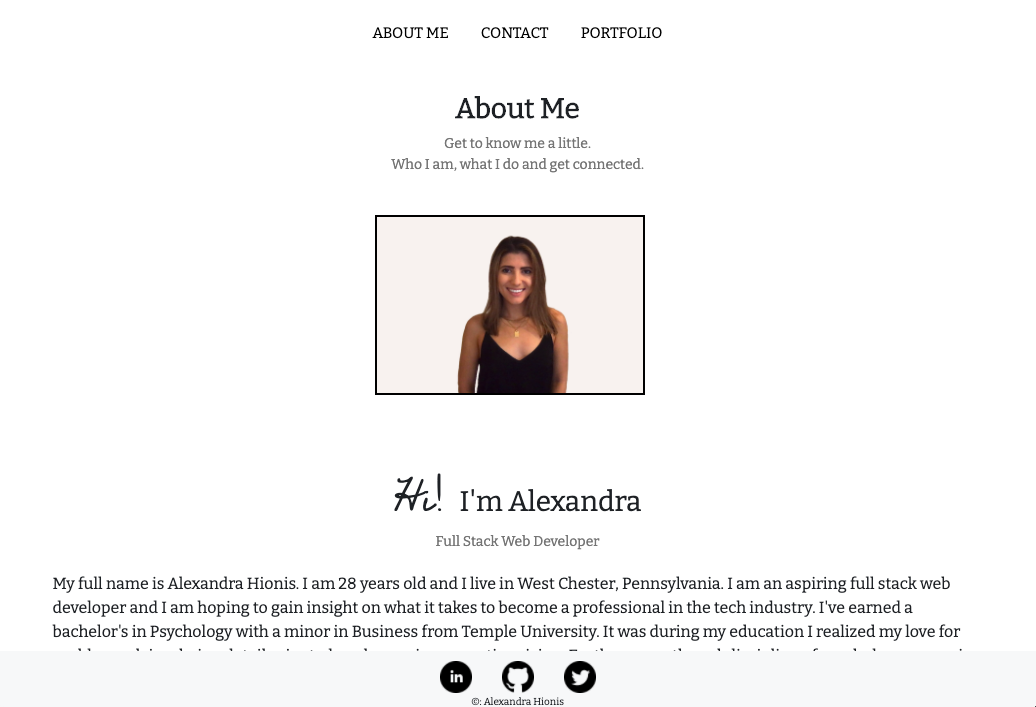 ABOUT ME CONTACT PORTFOLIO
About Me
Get to know me a little.
Who I am, what I do and get connected.
Hi! I'm Alexandra
Full Stack Web Developer
My full name is Alexandra Hionis. I am 28 years old and I live in West Chester, Pennsylvania. I am an aspiring full stack web
developer and I am hoping to gain insight on what it takes to become a professional in the tech industry. I've earned a
bachelor's in Psychology with a minor in Business from Temple University. It was during my education I realized my love for
in
©: Alexandra Hionis